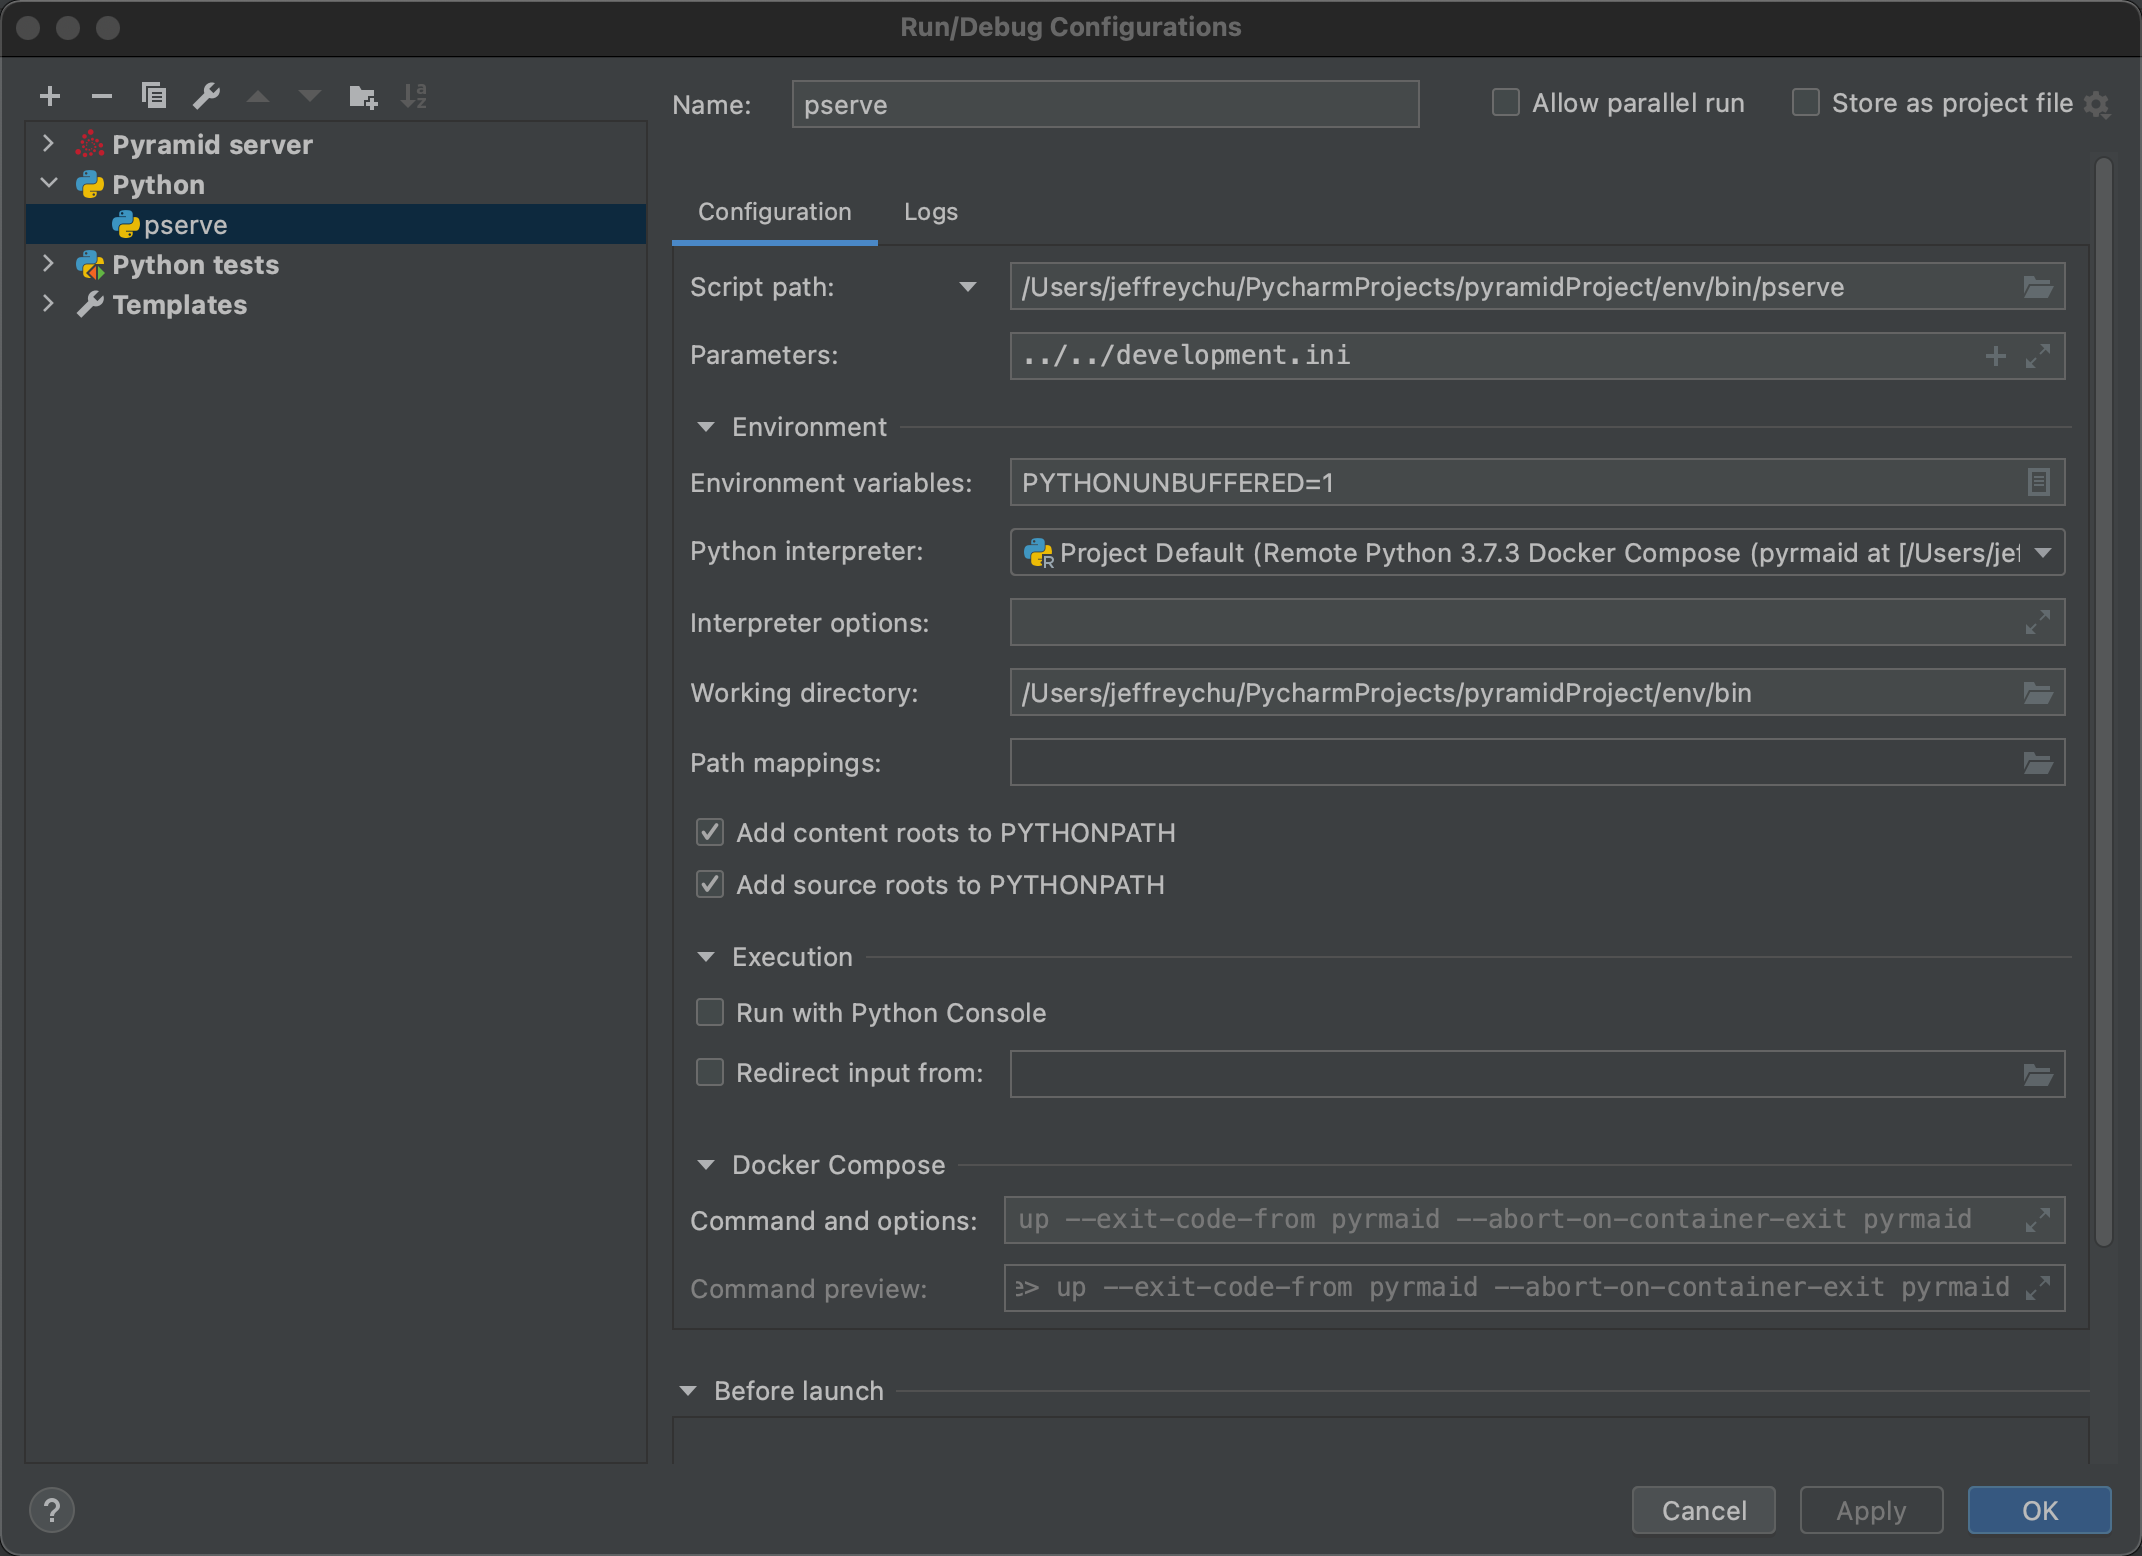 Run/Debug Configurations
Name: pserve Allow parallel run Store as project file
Pyramid server
Python
pserve
Python tests
Templates
Configuration Logs
Script path: /Users/jeffreychu/PycharmProjects/pyramidProject/env/bin/pserve
Parameters: ../../development.ini
Environment
Environment variables: PYTHONUNBUFFERED=1
Python interpreter: Project Default (Remote Python 3.7.3 Docker Compose (pyrmaid at [/Users/jef
Interpreter options:
Working directory: /Users/jeffreychu/PycharmProjects/pyramidProject/env/bin
Path mappings:
Add content roots to PYTHONPATH
Add source roots to PYTHONPATH
Execution
Run with Python Console
Redirect input from:
Docker Compose
Command and options: up --exit-code-from pyrmaid --abort-on-container-exit pyrmaid
Command preview: e> up --exit-code-from pyrmaid --abort-on-container-exit pyrmaid
Before launch
? Cancel Apply OK